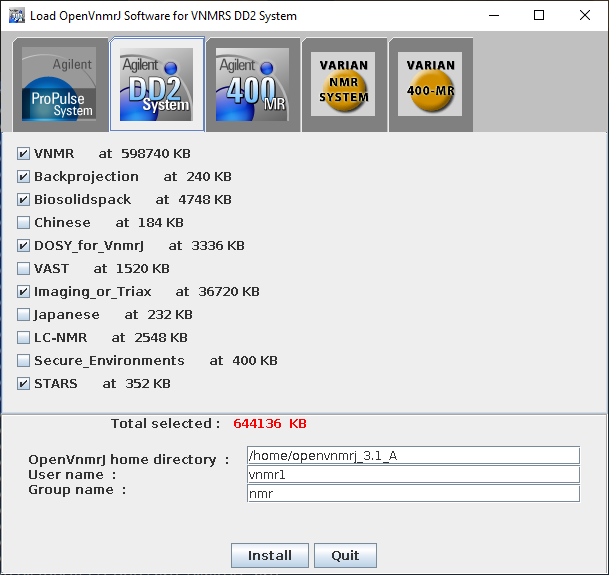 Load OpenVnmrJ Software for VNMRS DD2 System
Agilent
ProPulse
System
Agilent
DD2
System
Agilent
400
MR
VARIAN
NMR
SYSTEM
VARIAN
400-MR
VNMR at 598740 KB
Backprojection at 240 KB
Biosolidspack at 4748 KB
Chinese at 184 KB
DOSY_for_VnmrJ at 3336 KB
VAST at 1520 KB
Imaging_or_Triax at 36720 KB
Japanese at 232 KB
LC-NMR at 2548 KB
Secure_Environments at 400 KB
STARS at 352 KB
Total selected : 644136 KB
OpenVnmrJ home directory : /home/openvnmrj_3.1_A
User name : vnmr1
Group name : nmr
Install Quit